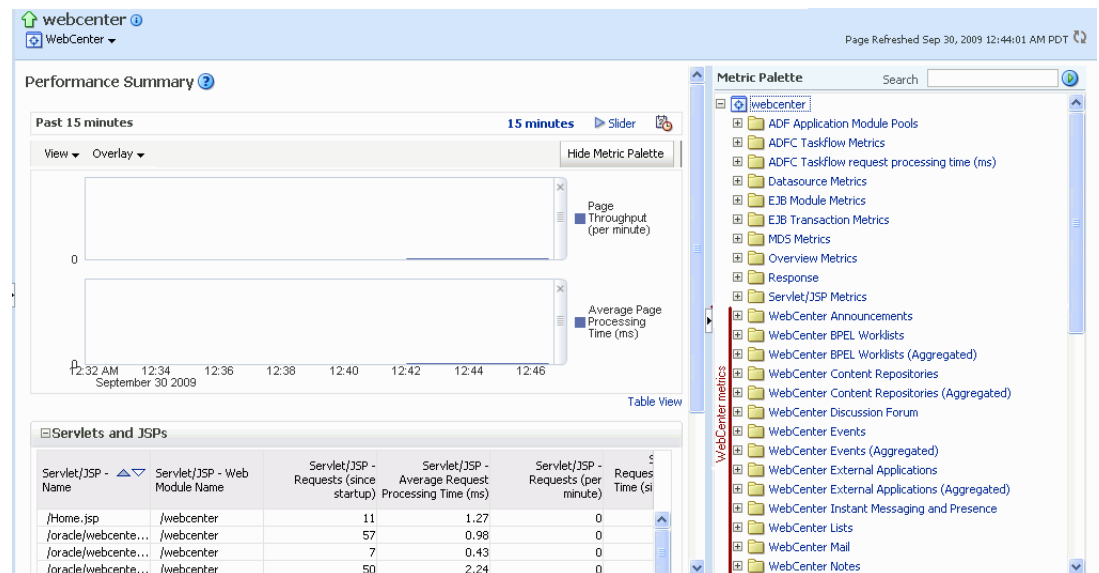 webcenter
WebCenter
Page Refreshed Sep 30, 2009 12:44:01 AM PDT
Performance Summary
Past 15 minutes
15 minutes
Slider
View
Overlay
Hide Metric Palette
Page
Throughput
(per minute)
0
Average Page
Processing
Time (ms)
0
12:32 AM 12:34 12:36 12:38 12:40 12:42 12:44 12:46
September 30 2009
Table View
Servlets and JSPs
Servlet/JSP -
Name
Servlet/JSP - Web
Module Name
Servlet/JSP -
Requests (since
startup)
Servlet/JSP -
Average Request
Processing Time (ms)
Servlet/JSP -
Requests (per
minute)
Reques
Time (si
/Home.jsp /webcenter 11 1.27 0
/oracle/webcente... /webcenter 57 0.98 0
/oracle/webcente... /webcenter 7 0.43 0
/oracle/webcente... /webcenter 50 2.24 0
Metric Palette
Search
webcenter
ADF Application Module Pools
ADFC Taskflow Metrics
ADFC Taskflow request processing time (ms)
Datasource Metrics
EJB Module Metrics
EJB Transaction Metrics
MDS Metrics
Overview Metrics
Response
Servlet/JSP Metrics
WebCenter Announcements
WebCenter BPEL Worklists
WebCenter BPEL Worklists (Aggregated)
WebCenter Content Repositories
WebCenter Content Repositories (Aggregated)
WebCenter Discussion Forum
WebCenter Events
WebCenter Events (Aggregated)
WebCenter External Applications
WebCenter External Applications (Aggregated)
WebCenter Instant Messaging and Presence
WebCenter Lists
WebCenter Mail
WebCenter Notes
WebCenter metrics